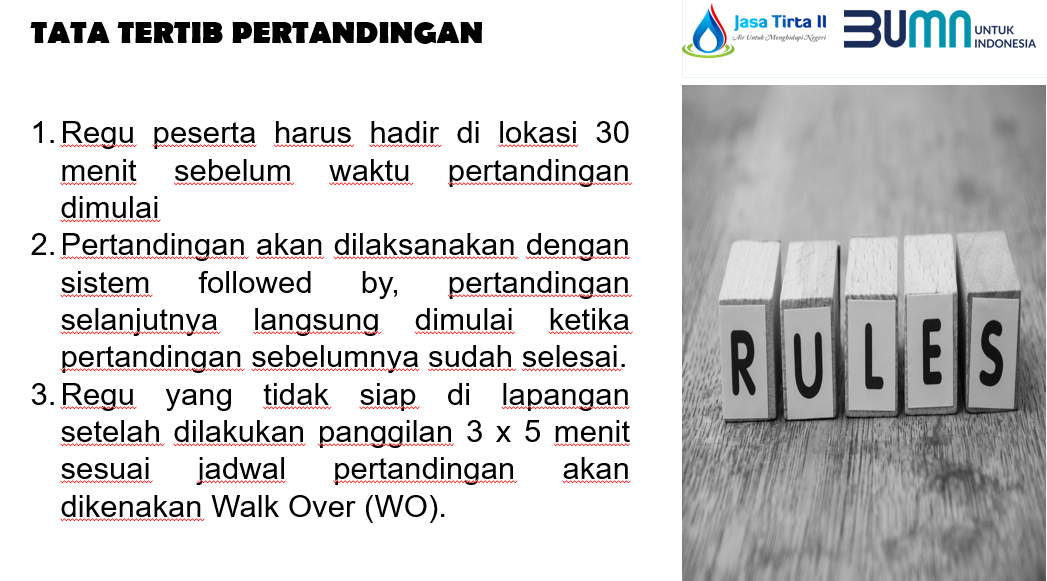 TATA TERTIB PERTANDINGAN
Jasa Tirta II
Air Untuk Menghidupi Negeri
BUMN
UNTUK
INDONESIA
1. Regu peserta harus hadir di lokasi 30
menit sebelum waktu pertandingan
dimulai
2. Pertandingan akan dilaksanakan dengan
sistem followed by, pertandingan
selanjutnya langsung dimulai ketika
pertandingan sebelumnya sudah selesai.
3. Regu yang tidak siap di lapangan
setelah dilakukan panggilan 3 x 5 menit
sesuai jadwal pertandingan akan
dikenakan Walk Over (WO).
RULES